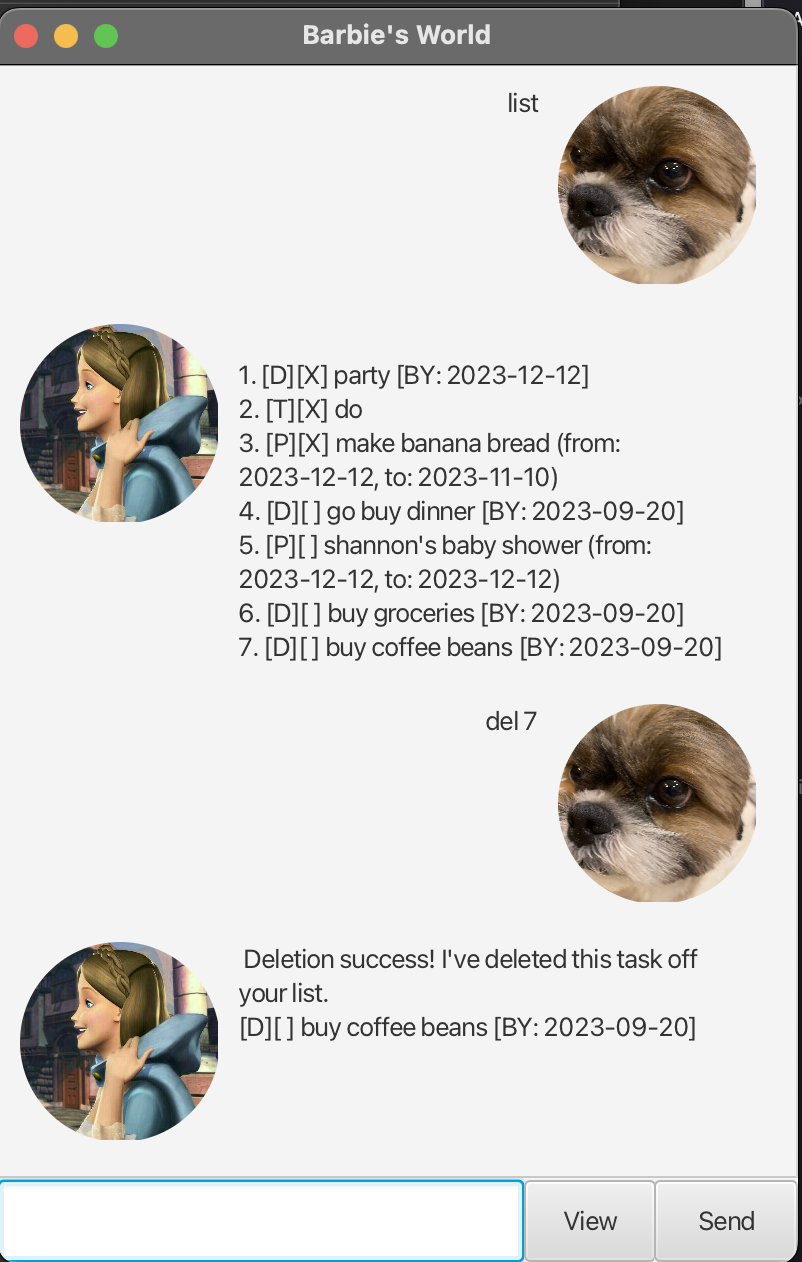 Barbie's World
list
1. [D][X] party [BY: 2023-12-12]
2. [T][X] do
3. [P][X] make banana bread (from:
2023-12-12, to: 2023-11-10)
4. [D][ ] go buy dinner [BY: 2023-09-20]
5. [P][ ] shannon's baby shower (from:
2023-12-12, to: 2023-12-12)
6. [D][ ] buy groceries [BY: 2023-09-20]
7. [D][ ] buy coffee beans [BY: 2023-09-20]
del 7
Deletion success! I've deleted this task off
your list.
[D][ ] buy coffee beans [BY: 2023-09-20]
View
Send